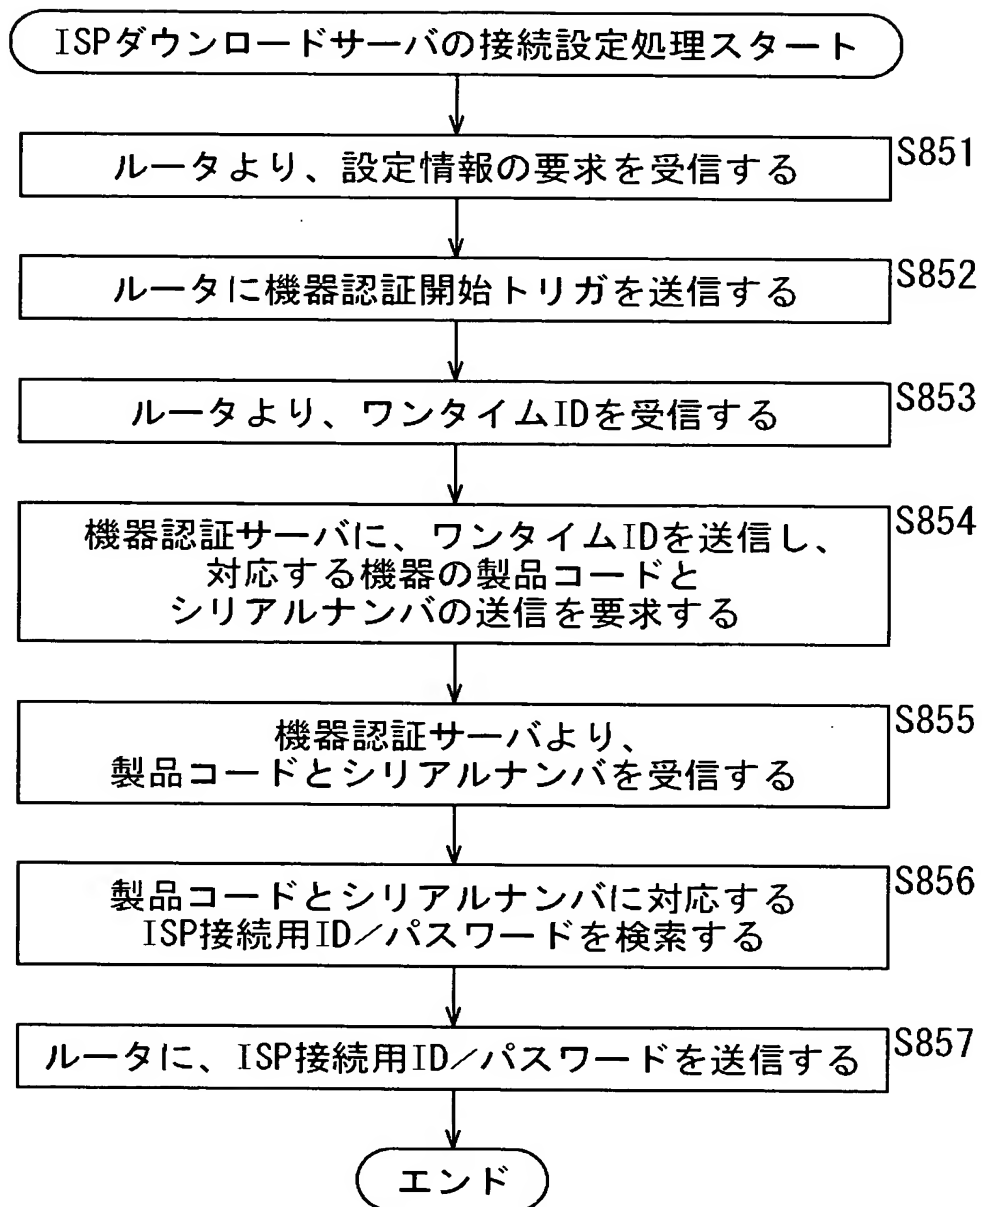 ISPダウンロードサーバの接続設定処理スタート
ルータより、設定情報の要求を受信する
S851
ルータに機器認証開始トリガを送信する
S852
ルータより、ワンタイムIDを受信する
S853
機器認証サーバに、ワンタイムIDを送信し、
対応する機器の製品コードと
シリアルナンバの送信を要求する
S854
機器認証サーバより、
製品コードとシリアルナンバを受信する
S855
製品コードとシリアルナンバに対応する
ISP接続用ID／パスワードを検索する
S856
ルータに、ISP接続用ID／パスワードを送信する
S857
エンド